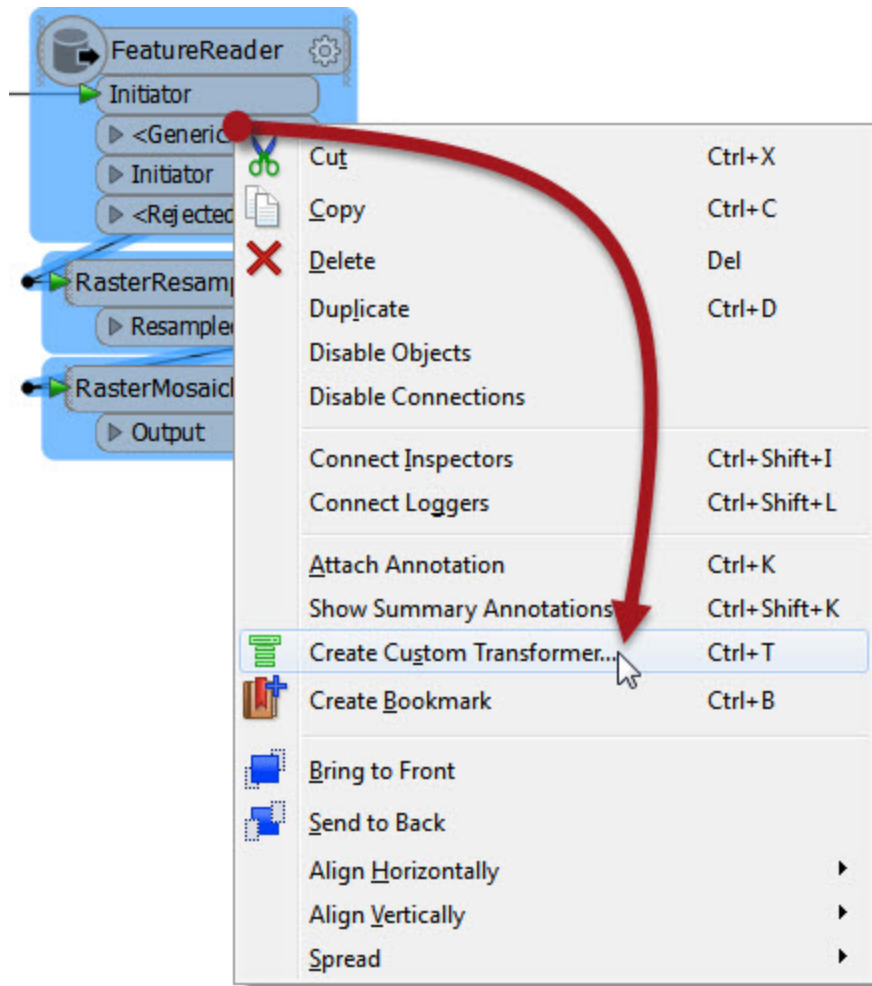 FeatureReader
Initiator
<Generic
Initiator
<Rejected
RasterResamp
Resampled
RasterMosaick
Output
Cut Ctrl+X
Copy Ctrl+C
Delete Del
Duplicate Ctrl+D
Disable Objects
Disable Connections
Connect Inspectors Ctrl+Shift+I
Connect Loggers Ctrl+Shift+L
Attach Annotation Ctrl+K
Show Summary Annotations Ctrl+Shift+K
Create Custom Transformer... Ctrl+T
Create Bookmark Ctrl+B
Bring to Front
Send to Back
Align Horizontally
Align Vertically
Spread